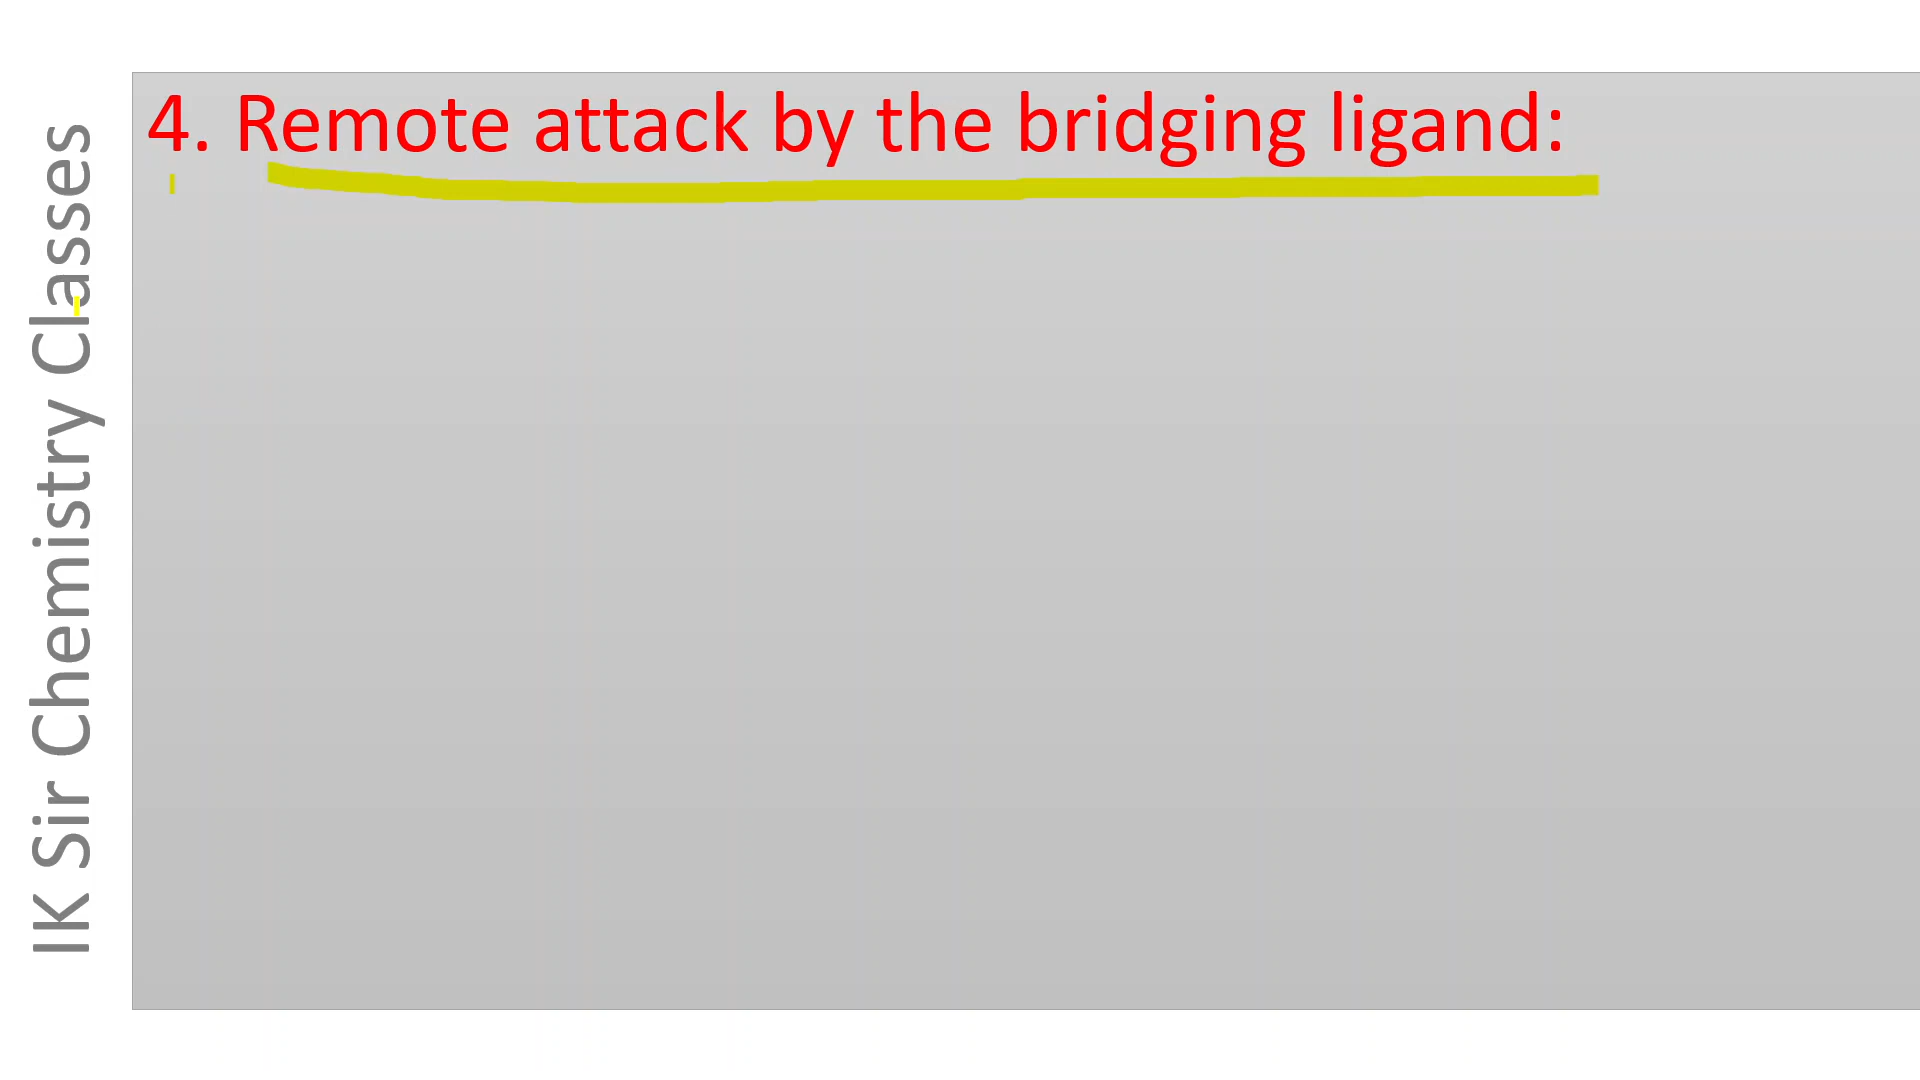 4. Remote attack by the bridging ligand:
IK Sir Chemistry Classes